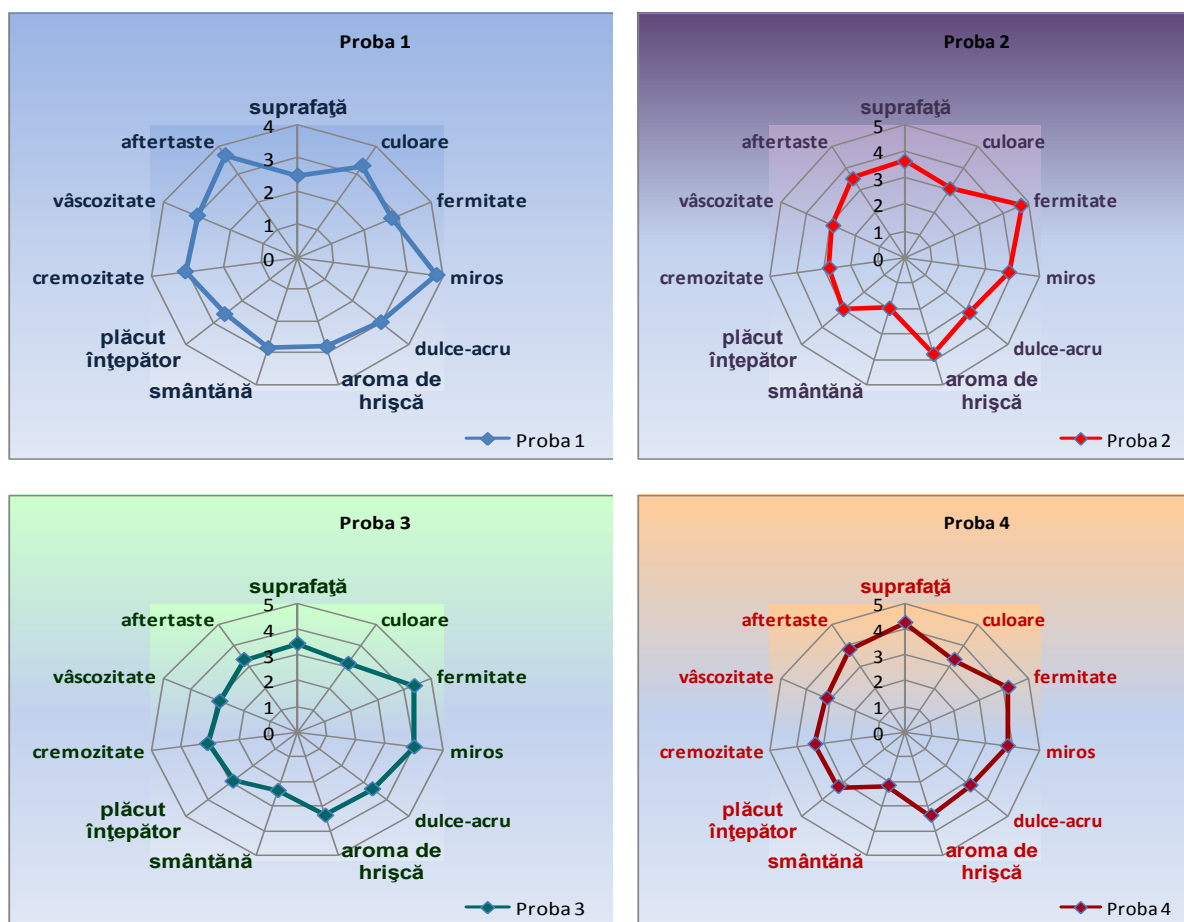 Proba 1
suprafaţă
4
aftertaste
culoare
3
vâscozitate
fermitate
2
1
0
cremozitate
miros
plăcut
înţepător
dulce-acru
smântână
aroma de
hrişcă
Proba 1
Proba 2
suprafaţă
5
aftertaste
culoare
4
3
vâscozitate
fermitate
2
1
0
cremozitate
miros
plăcut
înţepător
dulce-acru
smântănă
aroma de
hrişcă
Proba 2
Proba 3
suprafaţă
5
aftertaste
culoare
4
3
vâscozitate
fermitate
2
1
0
cremozitate
miros
plăcut
înţepător
dulce-acru
smântână
aroma de
hrişcă
Proba 3
Proba 4
suprafaţă
5
aftertaste
culoare
4
3
vâscozitate
fermitate
2
1
0
cremozitate
miros
plăcut
înţepător
dulce-acru
smântănă
aroma de
hrişcă
Proba 4